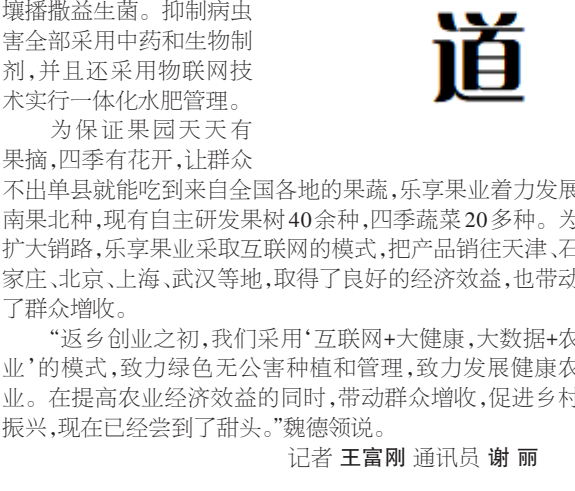 壤播撒益生菌。抑制病虫
害全部采用中药和生物制
剂,并且还采用物联网技
术实行一体化水肥管理。
为保证果园天天有
果摘,四季有花开,让群众
不出单县就能吃到来自全国各地的果蔬,乐享果业着力发展
南果北种,现有自主研发果树40余种,四季蔬菜20多种。为
扩大销路,乐享果业采取互联网的模式,把产品销往天津、石
家庄、北京、上海、武汉等地,取得了良好的经济效益,也带动
了群众增收。
“返乡创业之初,我们采用‘互联网+大健康,大数据+农
业’的模式,致力绿色无公害种植和管理,致力发展健康农
业。在提高农业经济效益的同时,带动群众增收,促进乡村
振兴,现在已经尝到了甜头。”魏德领说。
记者 王富刚 通讯员 谢 丽
道